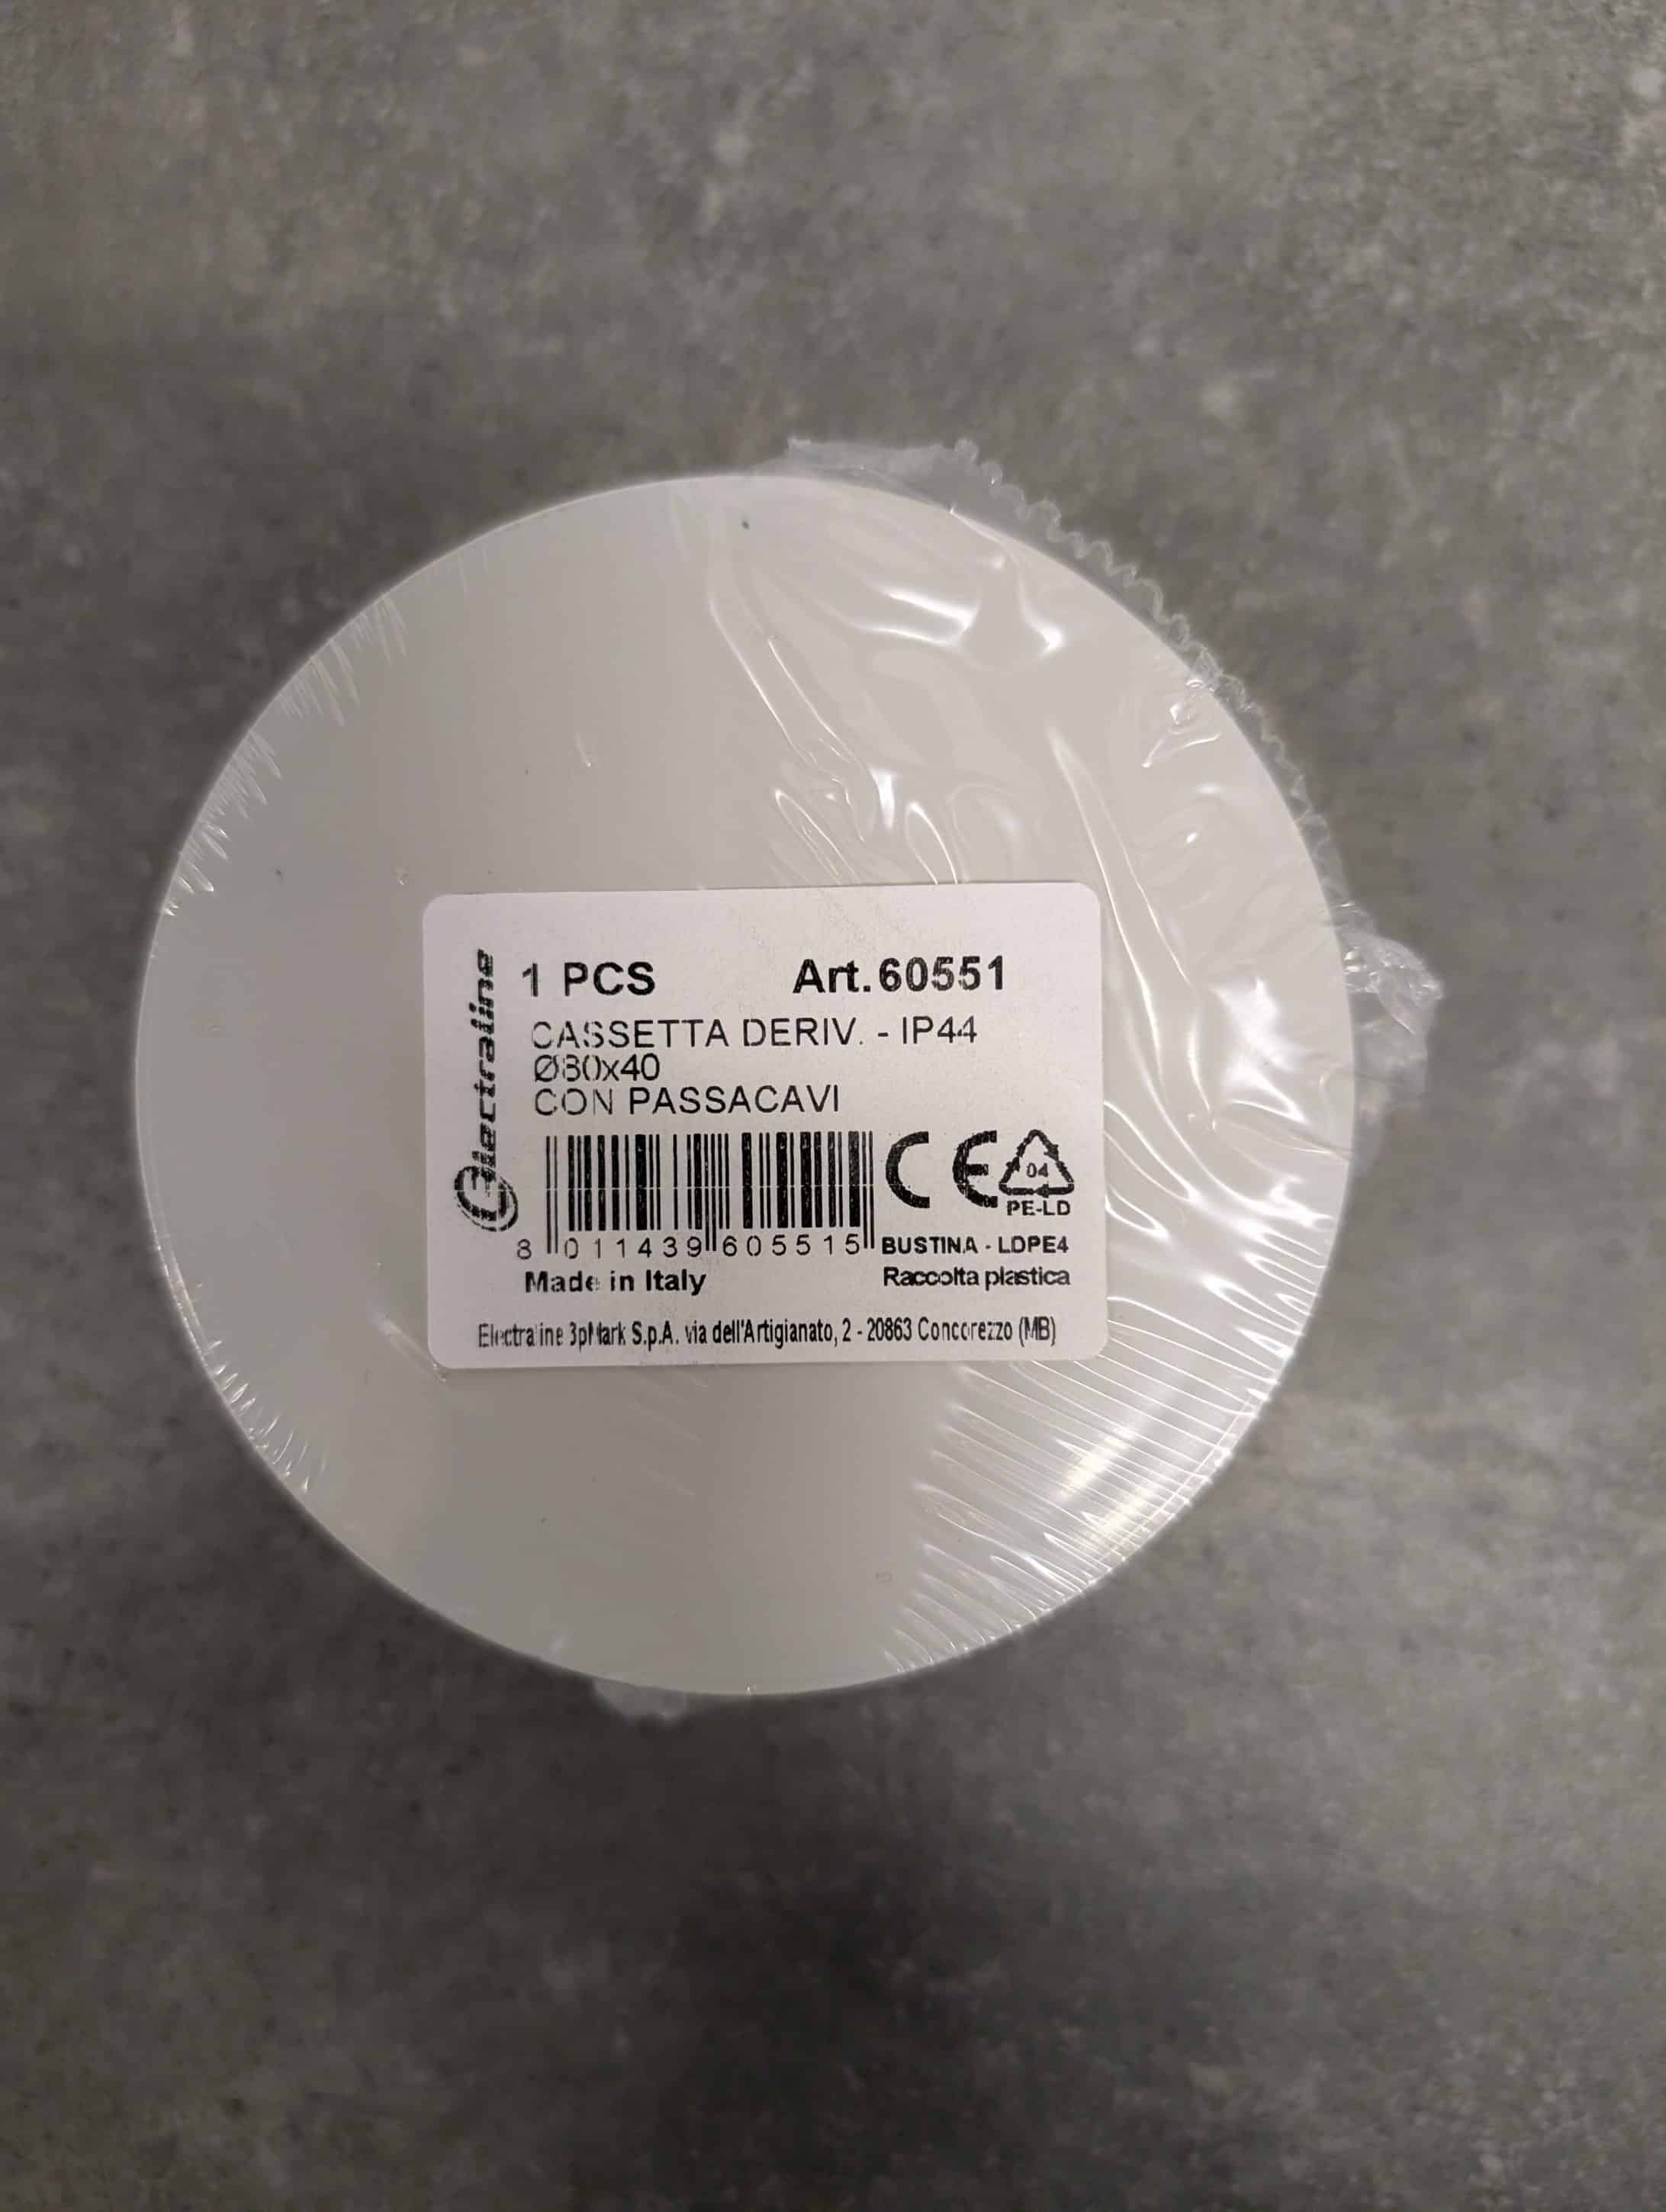 Electraline
1 PCS Art.60551
CASSETTA DERIV. - IP44
Ø80x40
CON PASSACAVI
CE 04
PE-LD
8 011439 605515 BUSTINA - LDPE4
Made in Italy Raccolta plastica
Electraline 3pMark S.p.A. via dell'Artigianato, 2 - 20863 Concorezzo (MB)